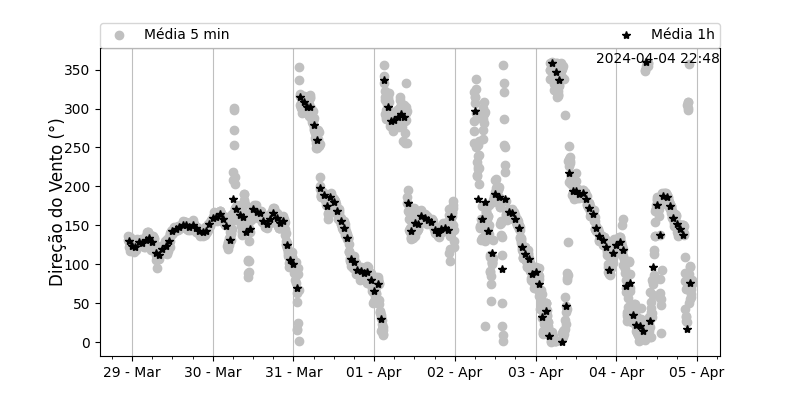 Média 5 min
Média 1h
2024-04-04 22:48
Direção do Vento (°)
350
300
250
200
150
100
50
0
29 - Mar
30 - Mar
31 - Mar
01 - Apr
02 - Apr
03 - Apr
04 - Apr
05 - Apr